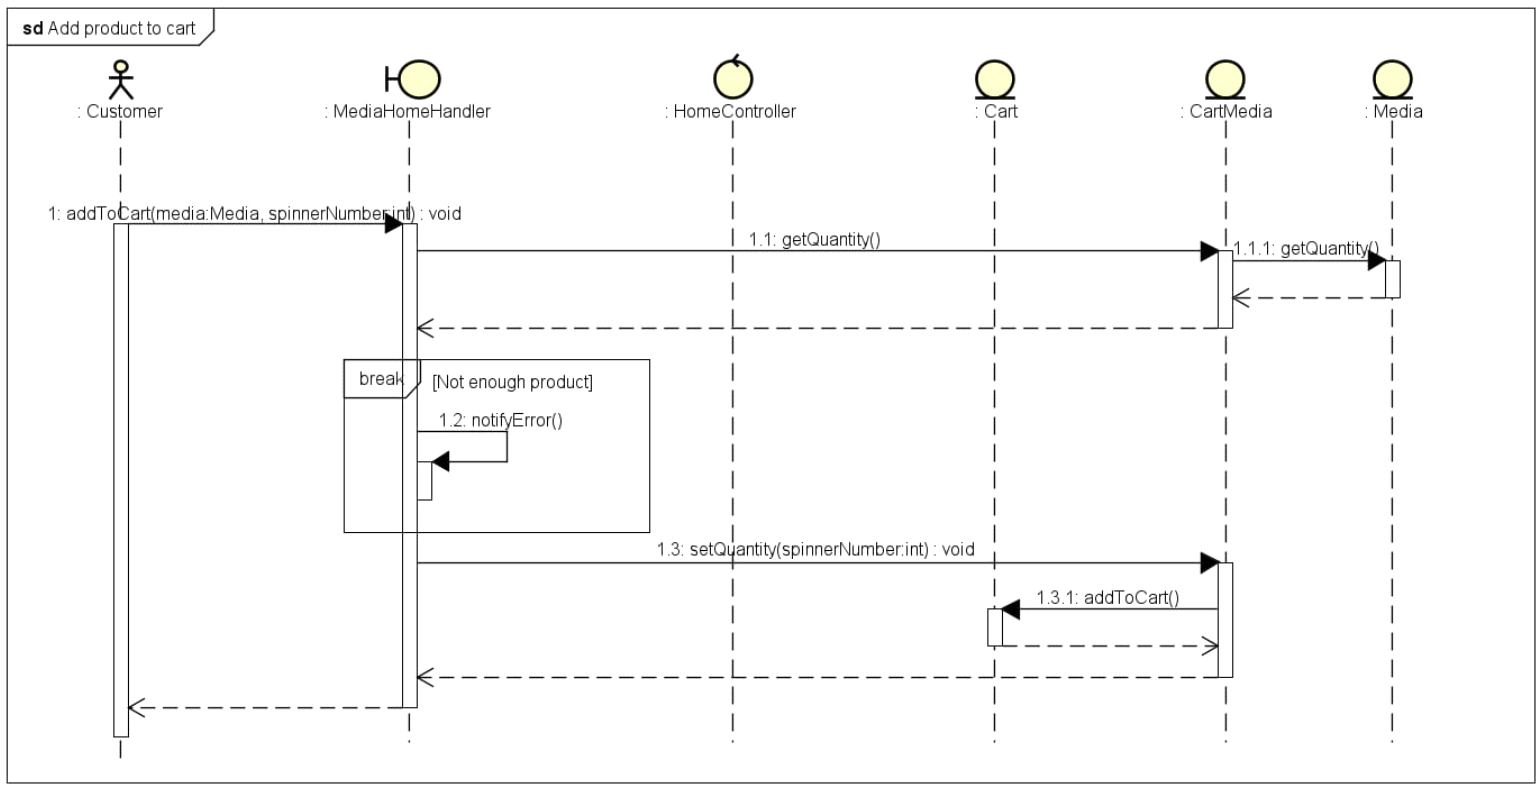 sd Add product to cart
: Customer
: MediaHomeHandler
: HomeController
: Cart
: CartMedia
: Media
1: addToCart(media:Media, spinnerNumber:int) : void
1.1: getQuantity()
1.1.1: getQuantity()
break
[Not enough product]
1.2: notifyError()
1.3: setQuantity(spinnerNumber:int) : void
1.3.1: addToCart()